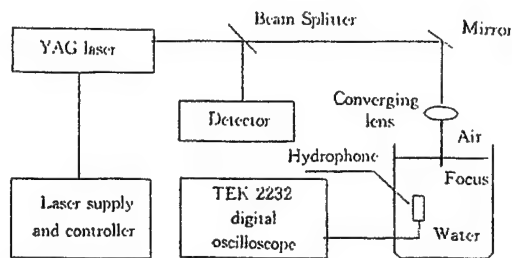 Beam Splitter
Mirror
YAG laser
Detector
Converging
lens
Air
Hydrophone
Focus
Laser supply
and controller
TEK 2232
digital
oscilloscope
Water